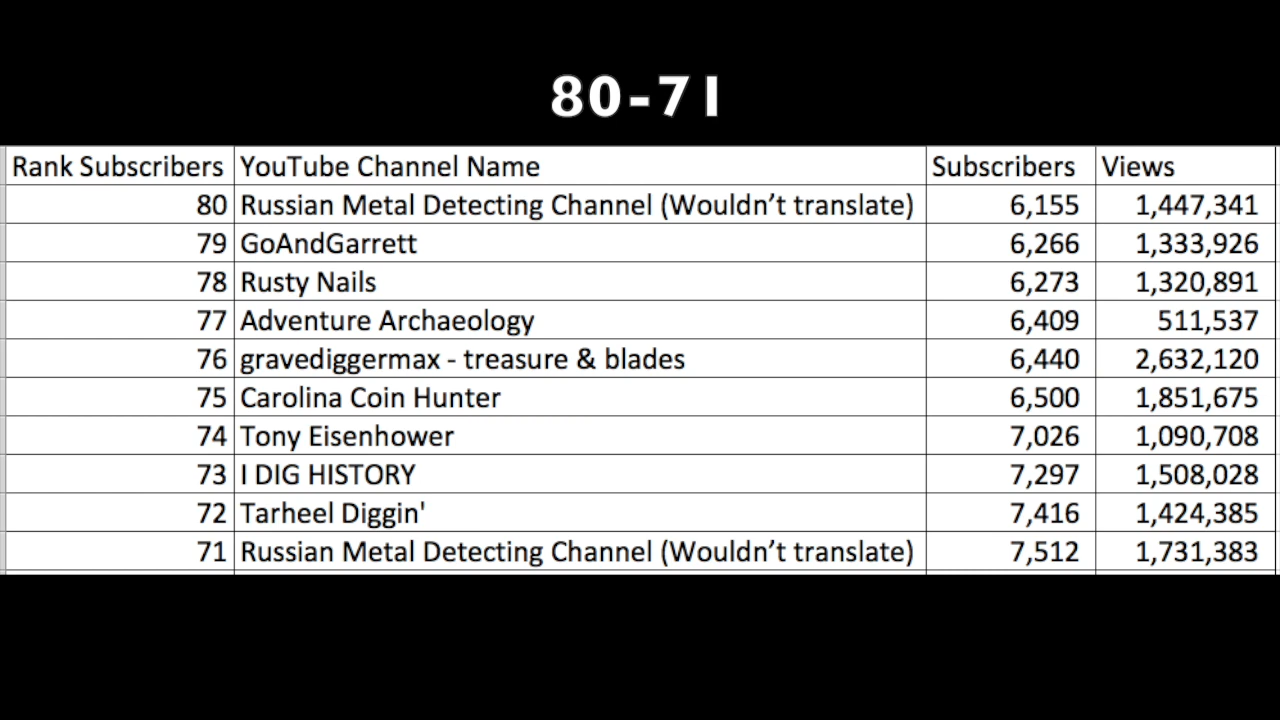 80-71
Rank Subscribers YouTube Channel Name Subscribers Views
80 Russian Metal Detecting Channel (Wouldn’t translate) 6,155 1,447,341
79 GoAndGarrett 6,266 1,333,926
78 Rusty Nails 6,273 1,320,891
77 Adventure Archaeology 6,409 511,537
76 gravediggermax - treasure & blades 6,440 2,632,120
75 Carolina Coin Hunter 6,500 1,851,675
74 Tony Eisenhower 7,026 1,090,708
73 I DIG HISTORY 7,297 1,508,028
72 Tarheel Diggin' 7,416 1,424,385
71 Russian Metal Detecting Channel (Wouldn’t translate) 7,512 1,731,383